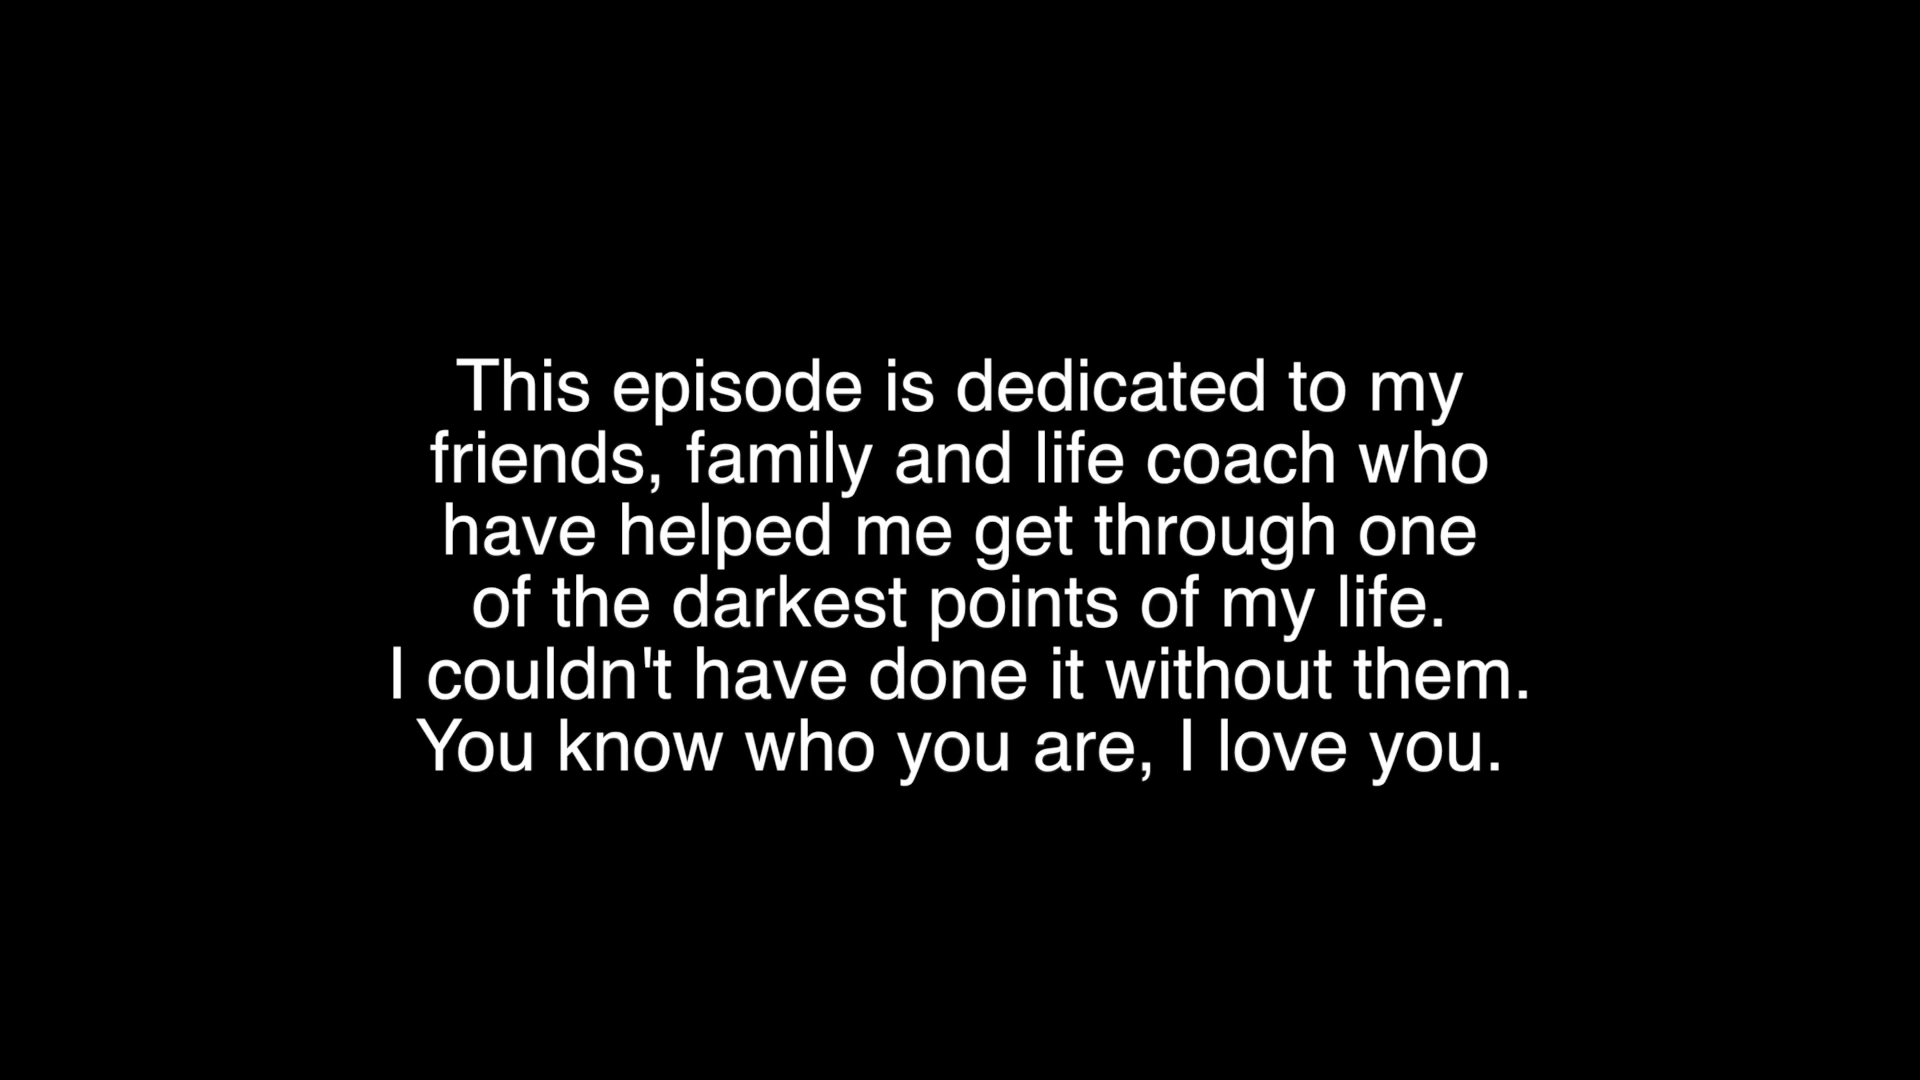 This episode is dedicated to my
friends, family and life coach who
have helped me get through one
of the darkest points of my life.
I couldn't have done it without them.
You know who you are, I love you.